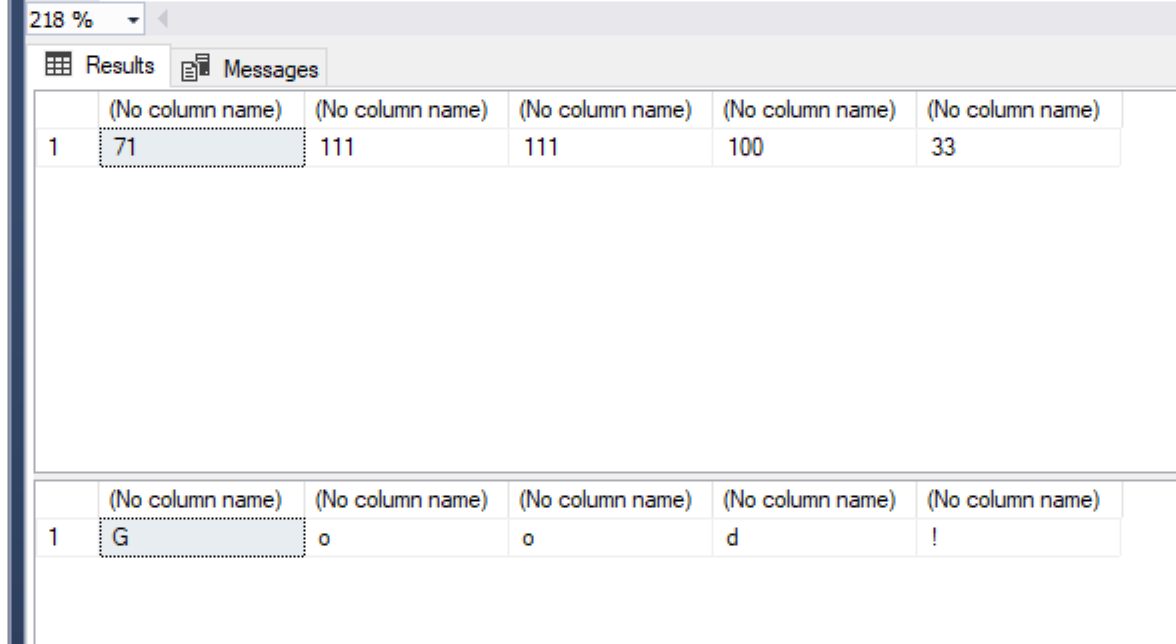 218 %
Results Messages
(No column name) (No column name) (No column name) (No column name) (No column name)
1 71 111 111 100 33
(No column name) (No column name) (No column name) (No column name) (No column name)
1 G o o d !